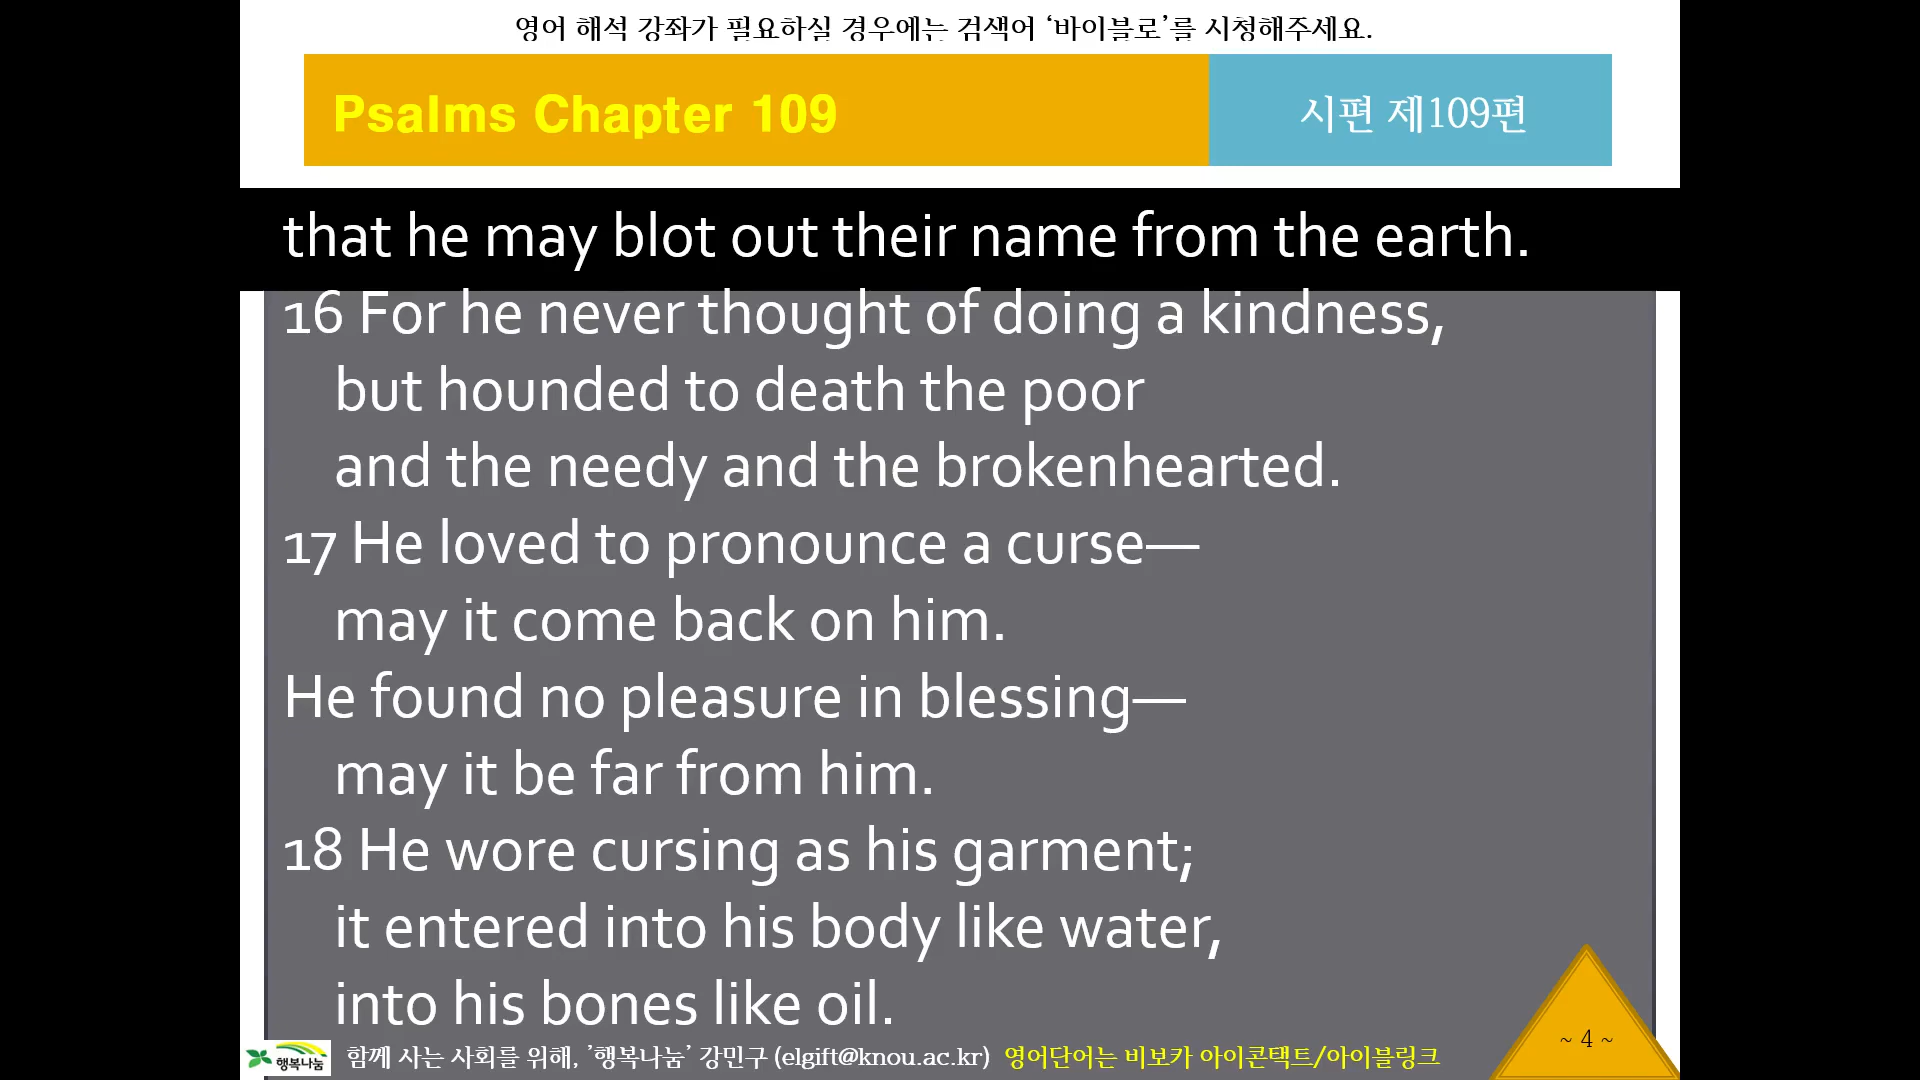 영어 해석 강좌가 필요하실 경우에는 검색어 ‘바이블로’를 시청해주세요.
Psalms Chapter 109
시편 제109편
that he may blot out their name from the earth.
16 For he never thought of doing a kindness,
but hounded to death the poor
and the needy and the brokenhearted.
17 He loved to pronounce a curse—
may it come back on him.
He found no pleasure in blessing—
may it be far from him.
18 He wore cursing as his garment;
it entered into his body like water,
into his bones like oil.
~ 4 ~
행복나눔 함께 사는 사회를 위해, ’행복나눔’ 강민구 (elgift@knou.ac.kr) 영어단어는 비보카 아이콘택트/아이블링크